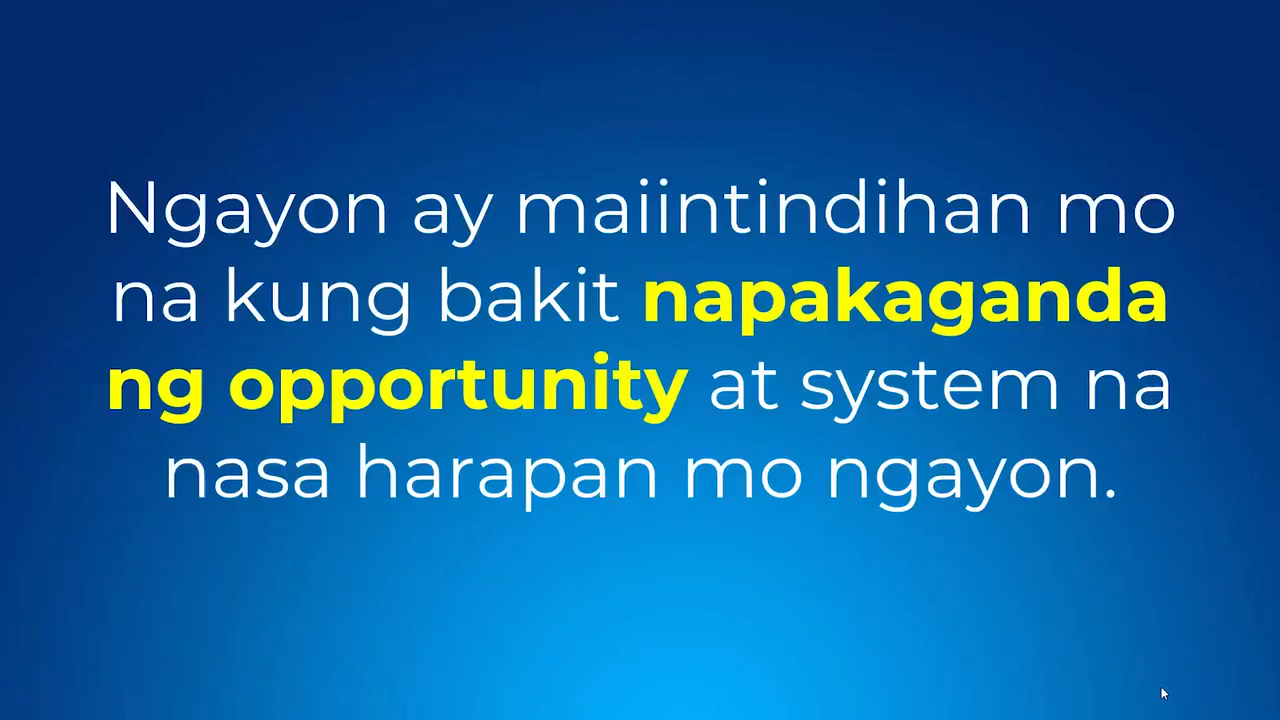 Ngayon ay maiintindihan mo
na kung bakit napakaganda
ng opportunity at system na
nasa harapan mo ngayon.